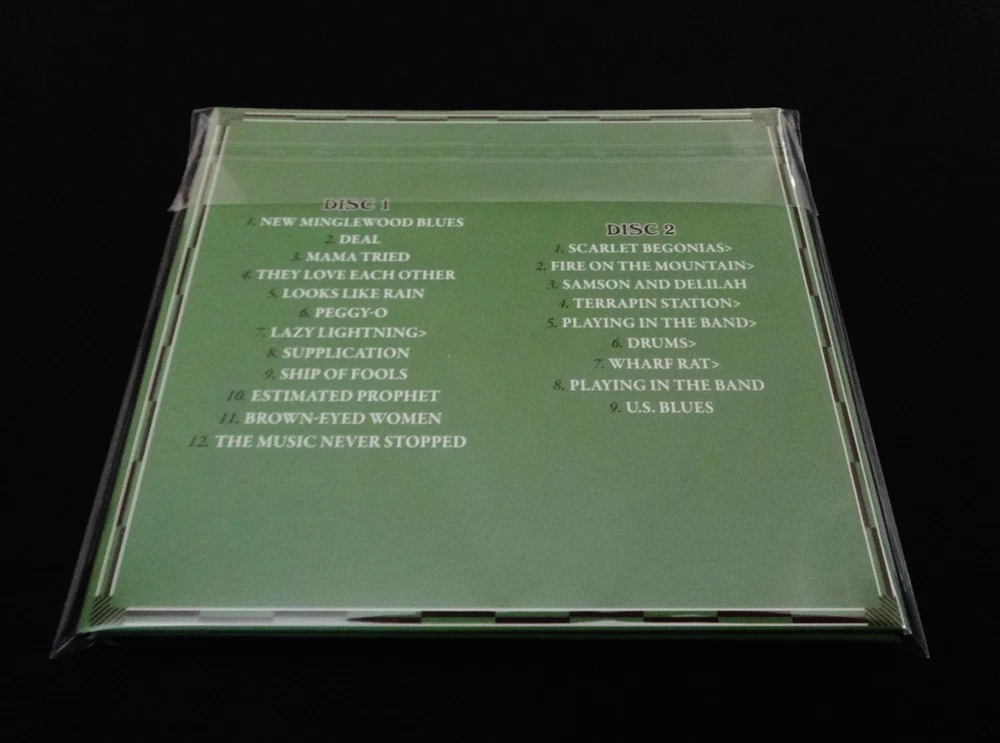 DISC 1
1. NEW MINGLEWOOD BLUES
2. DEAL
3. MAMA TRIED
4. THEY LOVE EACH OTHER
5. LOOKS LIKE RAIN
6. PEGGY-O
7. LAZY LIGHTNING>
8. SUPPLICATION
9. SHIP OF FOOLS
10. ESTIMATED PROPHET
11. BROWN-EYED WOMEN
12. THE MUSIC NEVER STOPPED
DISC 2
1. SCARLET BEGONIAS>
2. FIRE ON THE MOUNTAIN>
3. SAMSON AND DELILAH
4. TERRAPIN STATION>
5. PLAYING IN THE BAND>
6. DRUMS>
7. WHARF RAT>
8. PLAYING IN THE BAND
9. U.S. BLUES